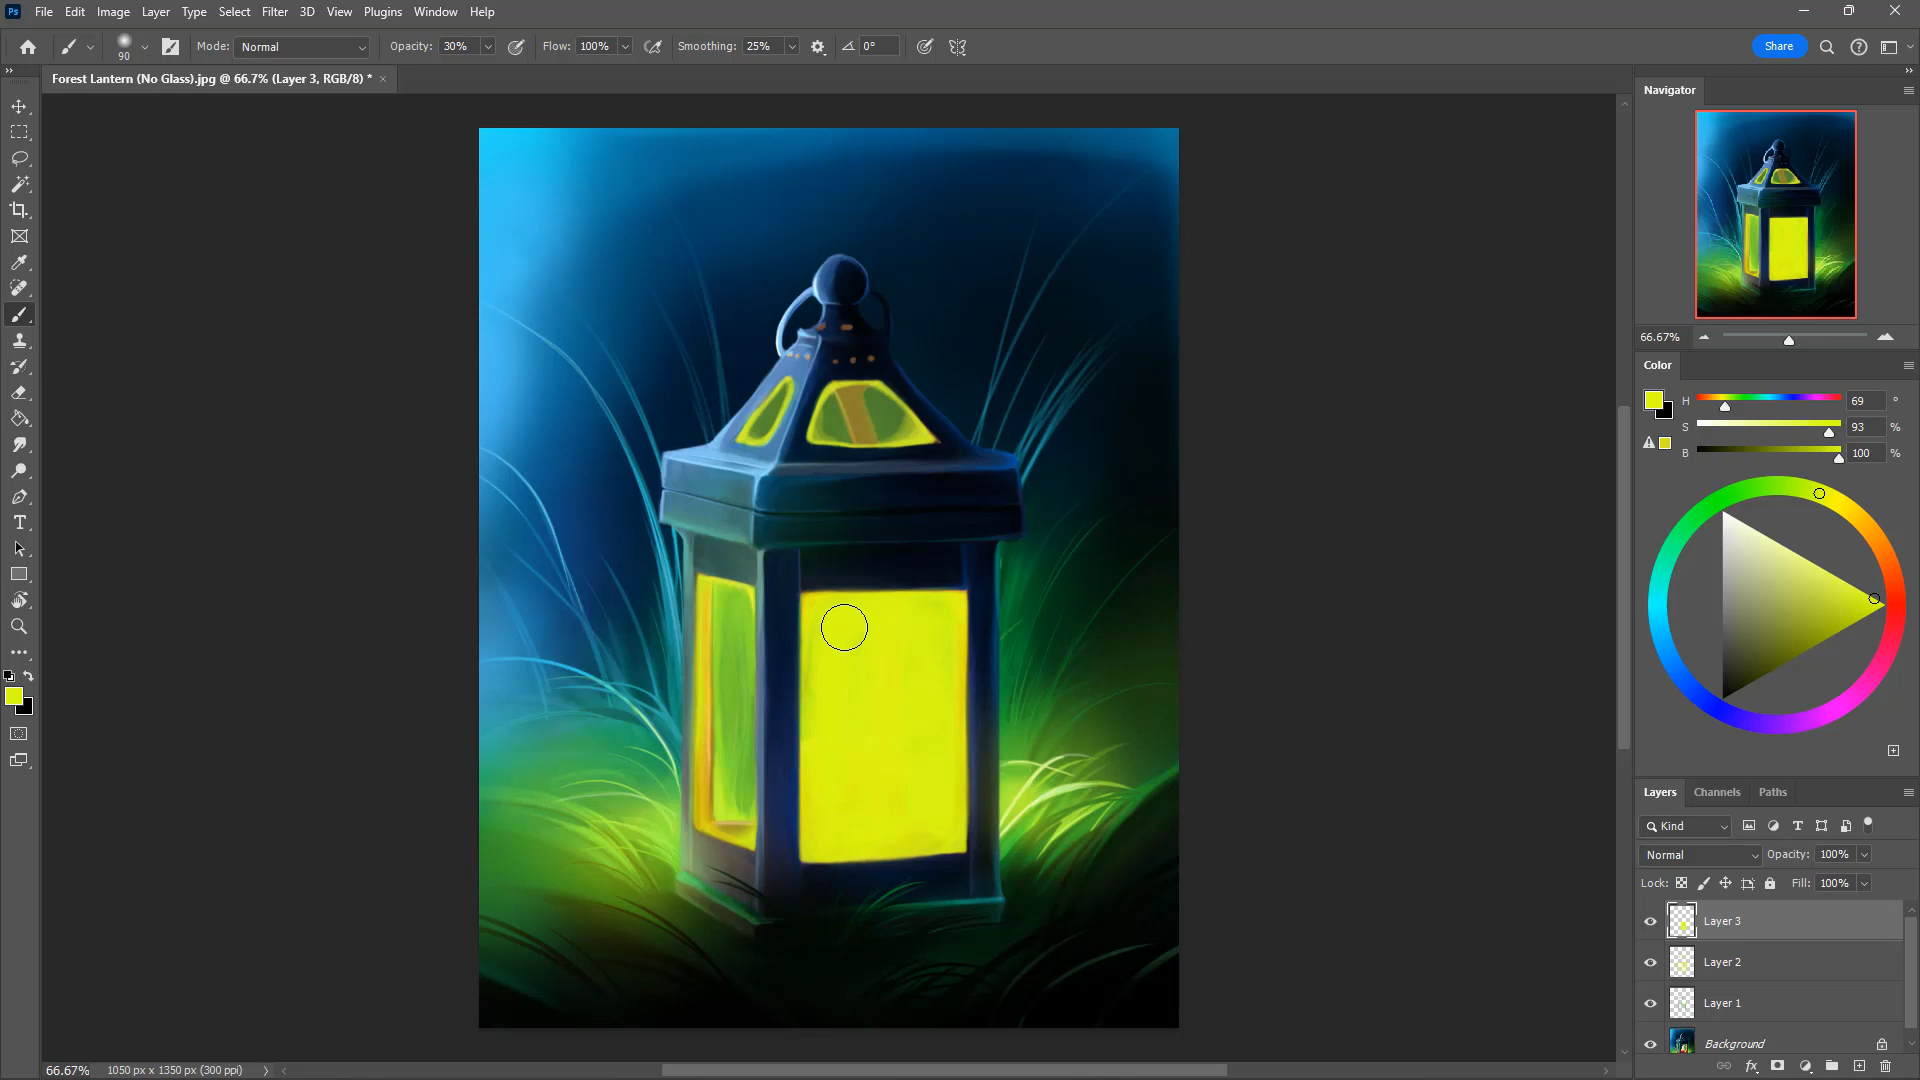 Ps File Edit Image Layer Type Select Filter 3D View Plugins Window Help
90 Mode: Normal Opacity: 30% Flow: 100% Smoothing: 25% 0° Share
Forest Lantern (No Glass).jpg @ 66.7% (Layer 3, RGB/8) *
Navigator
66.67%
Color
H 69 °
S 93 %
B 100 %
Layers Channels Paths
Kind
Normal Opacity: 100%
Lock: Fill: 100%
Layer 3
Layer 2
Layer 1
Background
66.67% 1050 px x 1350 px (300 ppi)